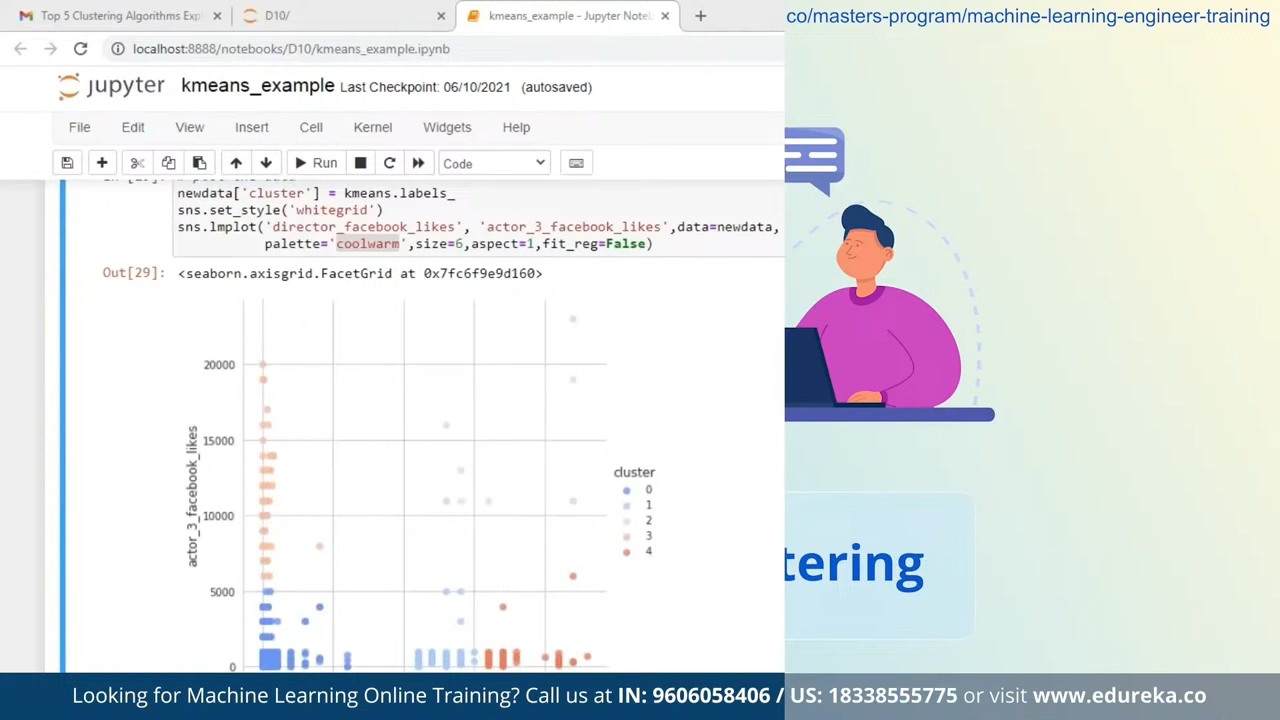 Top 5 Clustering Algorithms Exp
D10/
kmeans_example - Jupyter Note
co/masters-program/machine-learning-engineer-training
localhost:8888/notebooks/D10/kmeans_example.ipynb
jupyter kmeans_example Last Checkpoint: 06/10/2021 (autosaved)
File Edit View Insert Cell Kernel Widgets Help
Run Code
newdata['cluster'] = kmeans.labels_
sns.set_style('whitegrid')
sns.lmplot('director_facebook_likes', 'actor_3_facebook_likes',data=newdata,
palette='coolwarm',size=6,aspect=1,fit_reg=False)
Out[29]: <seaborn.axisgrid.FacetGrid at 0x7fc6f9e9d160>
20000
15000
10000
5000
0
actor_3_facebook_likes
cluster
0
1
2
3
4
tering
Looking for Machine Learning Online Training? Call us at IN: 9606058406 / US: 18338555775 or visit www.edureka.co